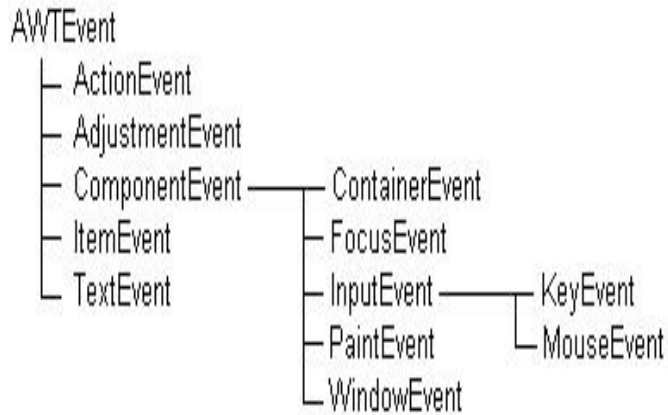 AWTEvent
ActionEvent
AdjustmentEvent
ComponentEvent
ContainerEvent
ItemEvent
FocusEvent
TextEvent
InputEvent
KeyEvent
PaintEvent
MouseEvent
WindowEvent